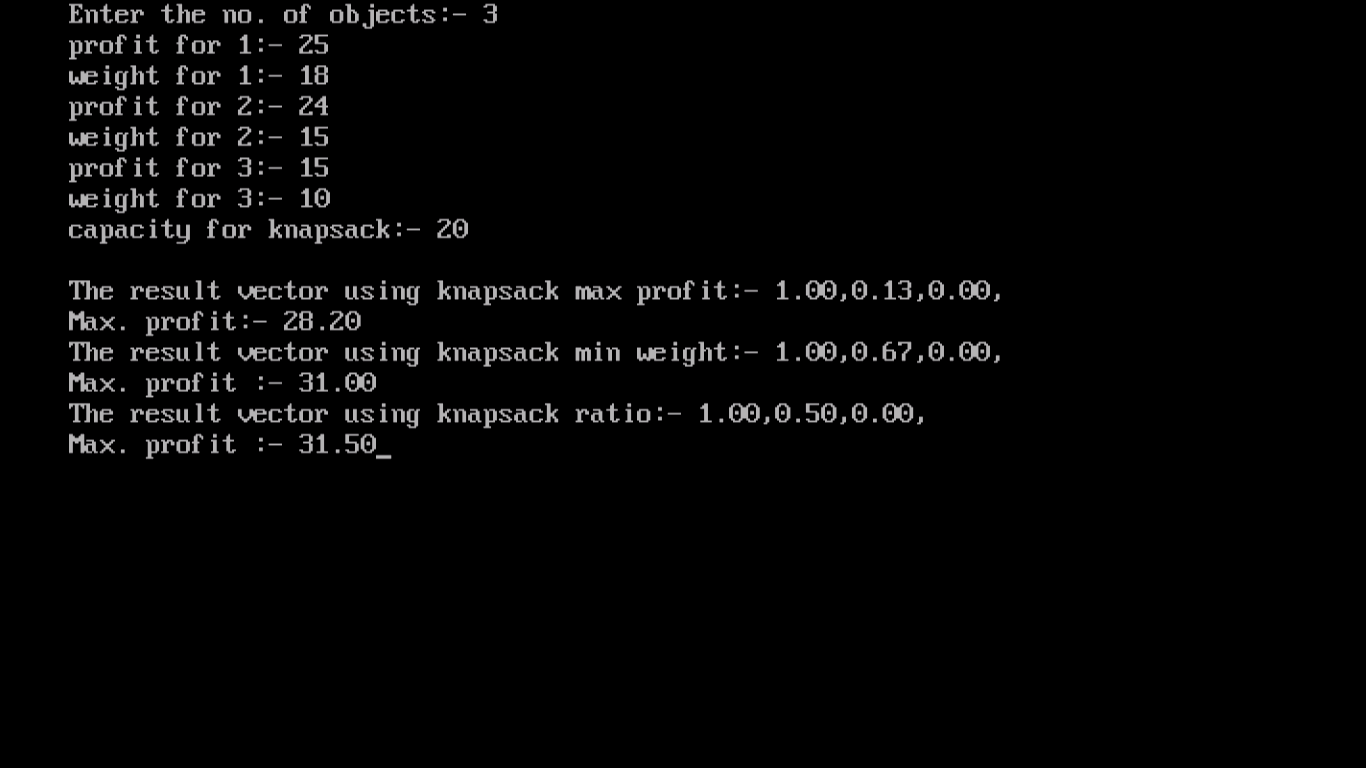 Enter the no. of objects:- 3
profit for 1:- 25
weight for 1:- 18
profit for 2:- 24
weight for 2:- 15
profit for 3:- 15
weight for 3:- 10
capacity for knapsack:- 20
The result vector using knapsack max profit:- 1.00,0.13,0.00,
Max. profit:- 28.20
The result vector using knapsack min weight:- 1.00,0.67,0.00,
Max. profit :- 31.00
The result vector using knapsack ratio:- 1.00,0.50,0.00,
Max. profit :- 31.50_